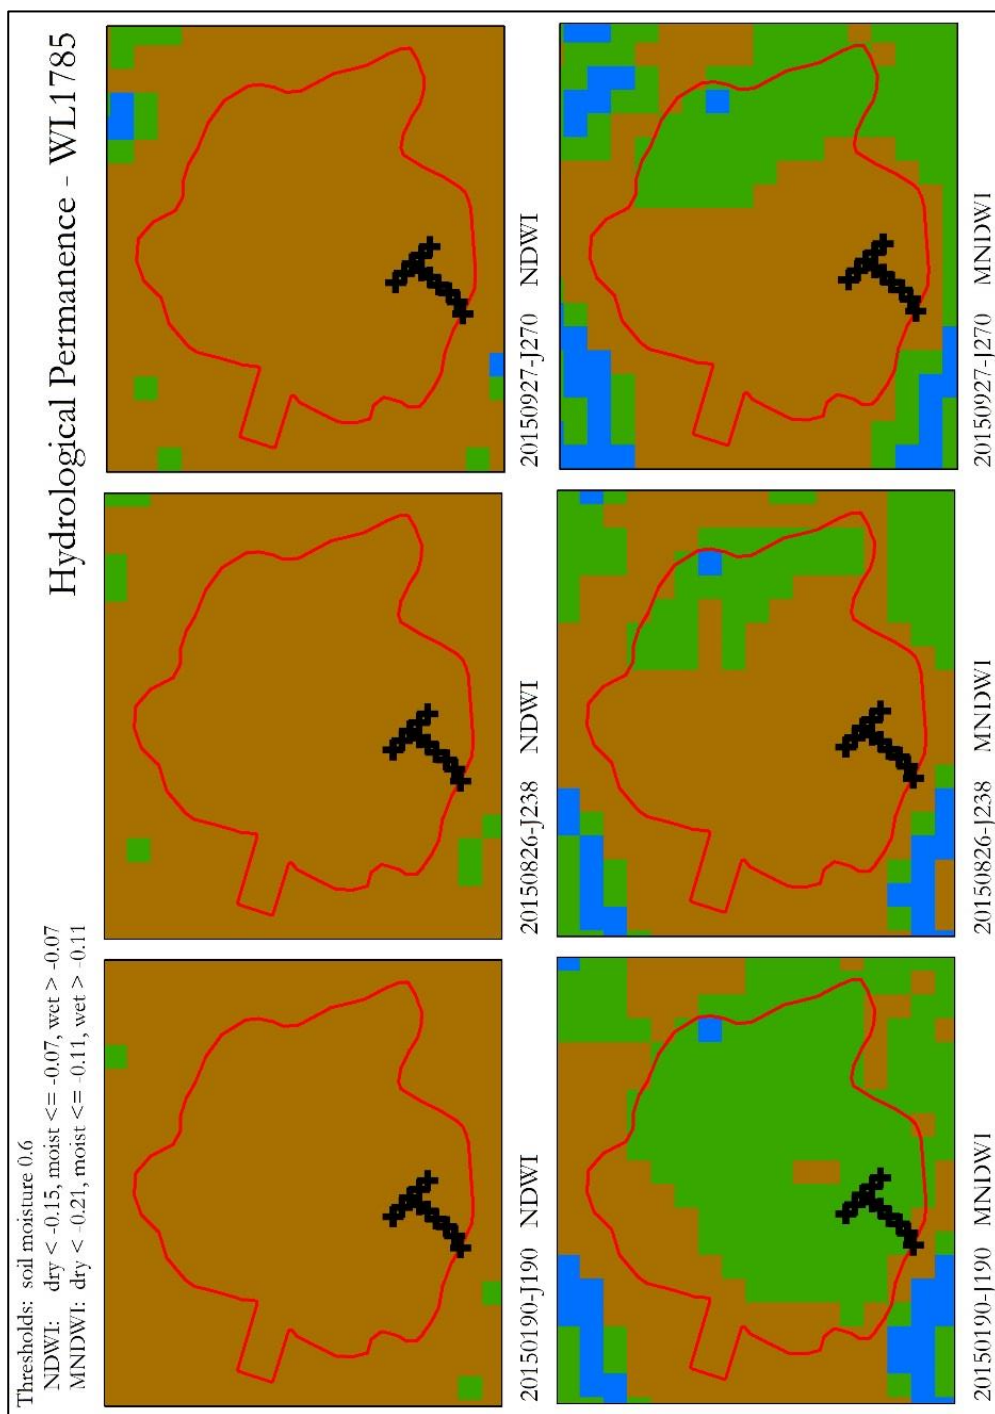 Hydrological Permanence - WL1785
Thresholds: soil moisture 0.6
NDWI: dry < -0.15, moist <= -0.07, wet > -0.07
MNDWI: dry < -0.21, moist <= -0.11, wet > -0.11
20150190-J190 NDWI
20150826-J238 NDWI
20150927-J270 NDWI
20150190-J190 MNDWI
20150826-J238 MNDWI
20150927-J270 MNDWI